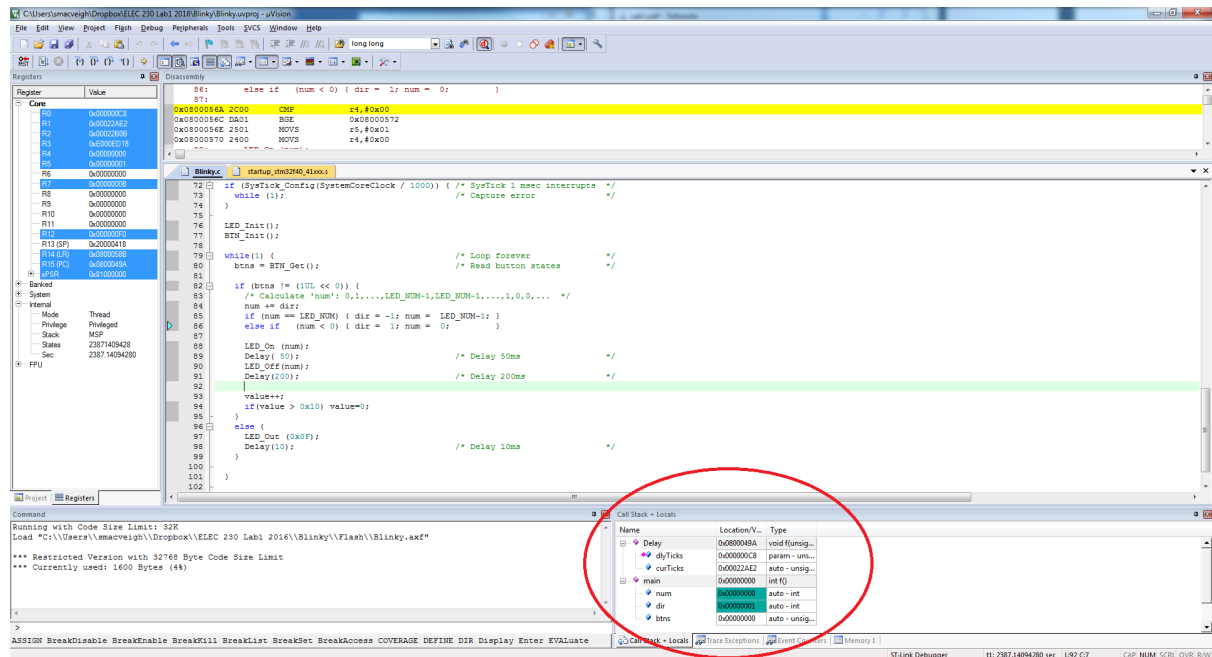 C:\Users\smacveigh\Dropbox\ELEC 230 Lab1 2016\Blinky\Blinky.uvproj - µVision
File Edit View Project Flash Debug Peripherals Tools SVCS Window Help
long long
Registers
Register Value
Core
R0 0x000000C8
R1 0x00022AE2
R2 0x00022B0B
R3 0xE000ED18
R4 0x00000000
R5 0x00000001
R6 0x00000000
R7 0x0000000B
R8 0x00000000
R9 0x00000000
R10 0x00000000
R11 0x00000000
R12 0x000000F0
R13 (SP) 0x20000418
R14 (LR) 0x0800058B
R15 (PC) 0x0800049A
xPSR 0x81000000
Banked
System
Internal
Mode Thread
Privilege Privileged
Stack MSP
States 23871409428
Sec 2387.14094280
FPU
Project Registers
Disassembly
86: else if (num < 0) { dir = 1; num = 0; }
87:
0x0800056A 2C00 CMP r4,#0x00
0x0800056C DA01 BGE 0x08000572
0x0800056E 2501 MOVS r5,#0x01
0x08000570 2400 MOVS r4,#0x00
Blinky.c startup_stm32f40_41xxx.s
72 if (SysTick_Config(SystemCoreClock / 1000)) { /* SysTick 1 msec interrupts */
73 while (1); /* Capture error */
74 }
75
76 LED_Init();
77 BTN_Init();
78
79 while(1) { /* Loop forever */
80 btns = BTN_Get(); /* Read button states */
81
82 if (btns != (1UL << 0)) {
83 /* Calculate 'num': 0,1,...,LED_NUM-1,LED_NUM-1,...,1,0,0,... */
84 num += dir;
85 if (num == LED_NUM) { dir = -1; num = LED_NUM-1; }
86 else if (num < 0) { dir = 1; num = 0; }
87
88 LED_On (num);
89 Delay( 50); /* Delay 50ms */
90 LED_Off(num);
91 Delay(200); /* Delay 200ms */
92
93 value++;
94 if(value > 0x10) value=0;
95 }
96 else {
97 LED_Out (0x0F);
98 Delay(10); /* Delay 10ms */
99 }
100
101 }
102
Command
Running with Code Size Limit: 32K
Load "C:\\Users\\smacveigh\\Dropbox\\ELEC 230 Lab1 2016\\Blinky\\Flash\\Blinky.axf"
*** Restricted Version with 32768 Byte Code Size Limit
*** Currently used: 1600 Bytes (4%)
>
ASSIGN BreakDisable BreakEnable BreakKill BreakList BreakSet BreakAccess COVERAGE DEFINE DIR Display Enter EVALuate
Call Stack + Locals
Name Location/V... Type
Delay 0x0800049A void f(unsig...
dlyTicks 0x000000C8 param - uns...
curTicks 0x00022AE2 auto - unsig...
main 0x00000000 int f()
num 0x00000000 auto - int
dir 0x00000001 auto - int
btns 0x00000000 auto - unsig...
Call Stack + Locals Trace Exceptions Event Counters Memory 1
ST-Link Debugger t1: 2387.14094280 sec L:92 C:7 CAP NUM SCRL OVR R/W